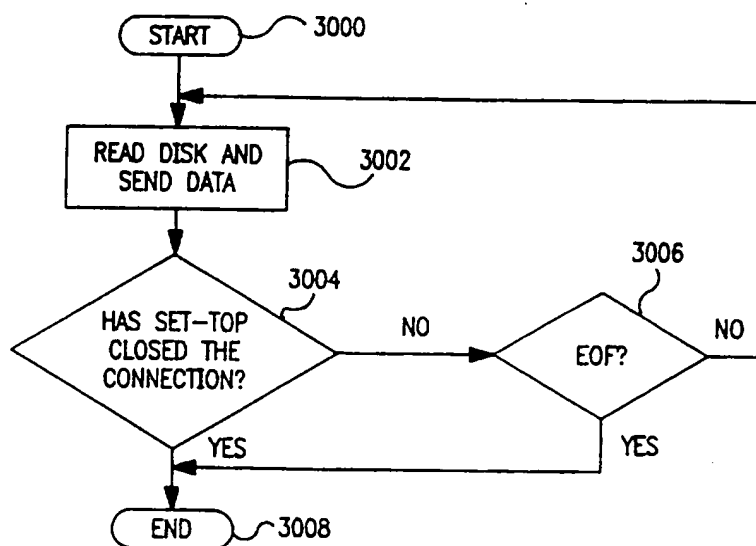 START
3000
READ DISK AND
SEND DATA
3002
HAS SET-TOP
CLOSED THE
CONNECTION?
3004
NO
EOF?
3006
NO
YES
YES
END
3008